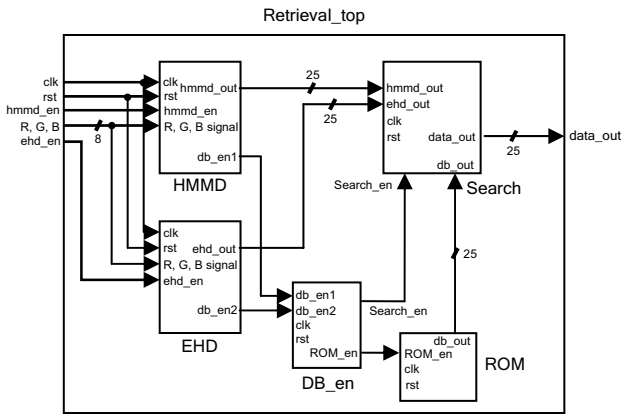 Retrieval_top
clk
rst
hmmd_en
R, G, B
8
ehd_en
clk
rst
hmmd_en
R, G, B signal
hmmd_out
db_en1
HMMD
25
25
hmmd_out
ehd_out
clk
rst
data_out
db_out
Search
25
data_out
Search_en
clk
rst
R, G, B signal
ehd_en
ehd_out
db_en2
EHD
25
db_en1
db_en2
clk
rst
ROM_en
DB_en
Search_en
db_out
ROM_en
clk
rst
ROM